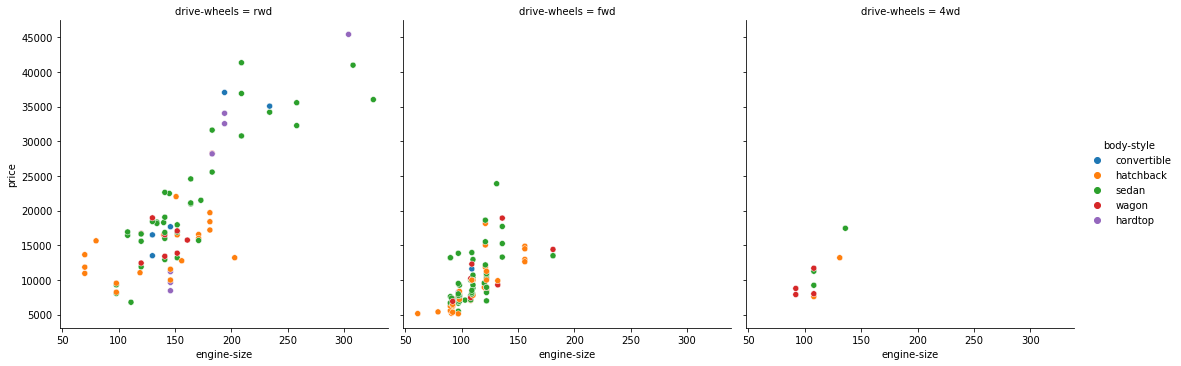 drive-wheels = rwd
drive-wheels = fwd
drive-wheels = 4wd
45000
40000
35000
30000
25000
20000
15000
10000
5000
price
50 100 150 200 250 300
50 100 150 200 250 300
50 100 150 200 250 300
engine-size
engine-size
engine-size
body-style
convertible
hatchback
sedan
wagon
hardtop